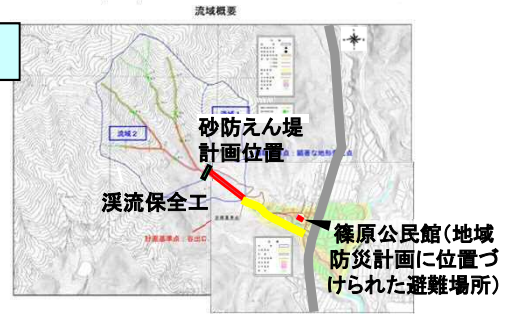 流域概要
流域2
砂防えん堤
計画位置
渓流保全工
計画基準点：谷出口
篠原公民館（地域
防災計画に位置づ
けられた避難場所）